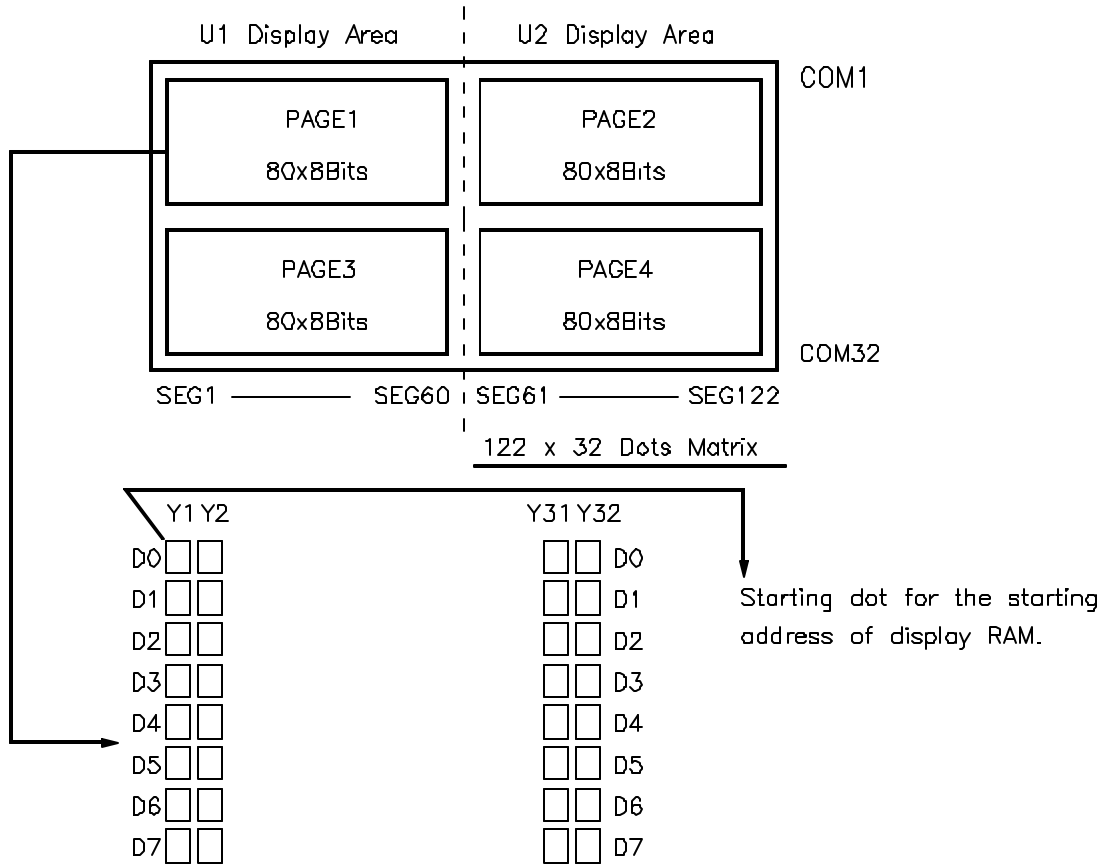 U1 Display Area
U2 Display Area
COM1
PAGE1
80x8Bits
PAGE2
80x8Bits
PAGE3
80x8Bits
PAGE4
80x8Bits
COM32
SEG1
SEG60
SEG61
SEG122
122 x 32 Dots Matrix
Y1 Y2
Y31 Y32
D0
D1
D2
D3
D4
D5
D6
D7
D0
D1
D2
D3
D4
D5
D6
D7
Starting dot for the starting
address of display RAM.